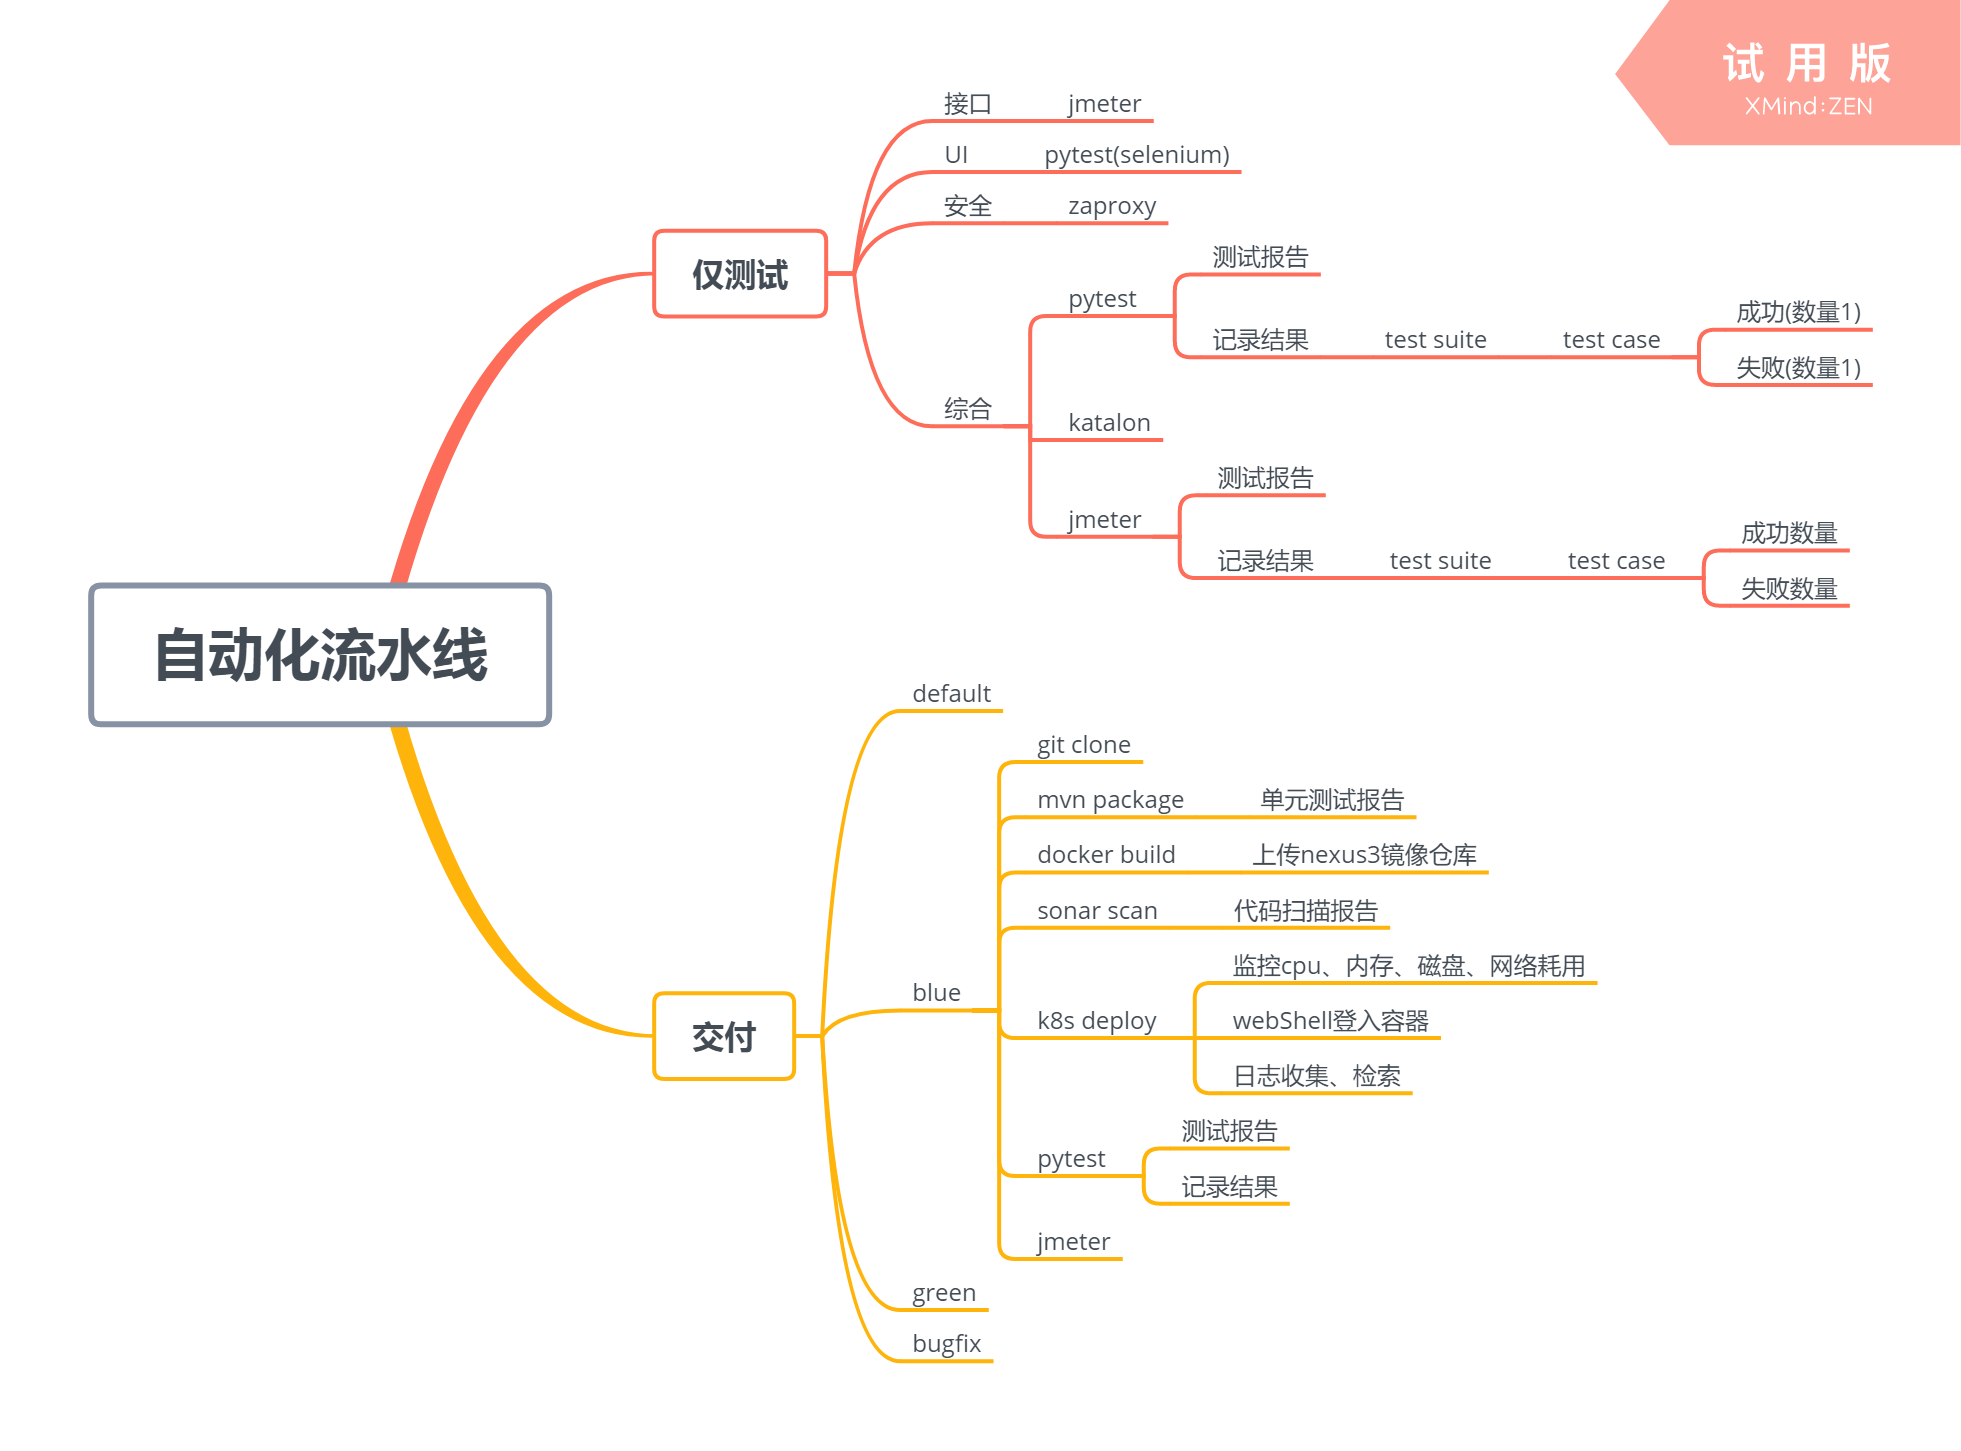 试用版
XMind:ZEN
自动化流水线
仅测试
接口
jmeter
UI
pytest(selenium)
安全
zaproxy
综合
pytest
测试报告
记录结果
test suite
test case
成功(数量1)
失败(数量1)
katalon
jmeter
测试报告
记录结果
test suite
test case
成功数量
失败数量
交付
default
blue
git clone
mvn package
单元测试报告
docker build
上传nexus3镜像仓库
sonar scan
代码扫描报告
k8s deploy
监控cpu、内存、磁盘、网络耗用
webShell登入容器
日志收集、检索
pytest
测试报告
记录结果
jmeter
green
bugfix